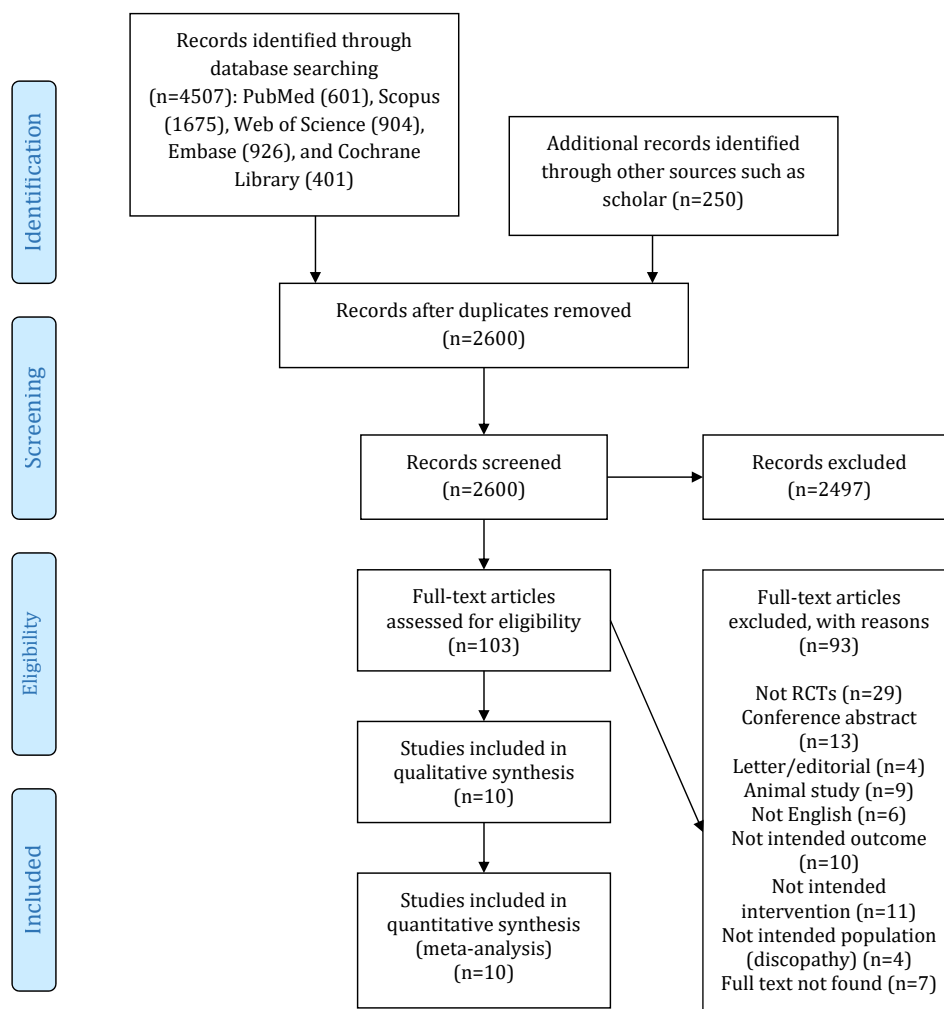 Identification
Records identified through
database searching
(n=4507): PubMed (601), Scopus
(1675), Web of Science (904),
Embase (926), and Cochrane
Library (401)
Additional records identified
through other sources such as
scholar (n=250)
Records after duplicates removed
(n=2600)
Screening
Records screened
(n=2600)
Records excluded
(n=2497)
Eligibility
Full-text articles
assessed for eligibility
(n=103)
Full-text articles
excluded, with reasons
(n=93)
Not RCTs (n=29)
Conference abstract
(n=13)
Letter/editorial (n=4)
Animal study (n=9)
Not English (n=6)
Not intended outcome
(n=10)
Not intended
intervention (n=11)
Not intended population
(discopathy) (n=4)
Full text not found (n=7)
Studies included in
qualitative synthesis
(n=10)
Included
Studies included in
quantitative synthesis
(meta-analysis)
(n=10)